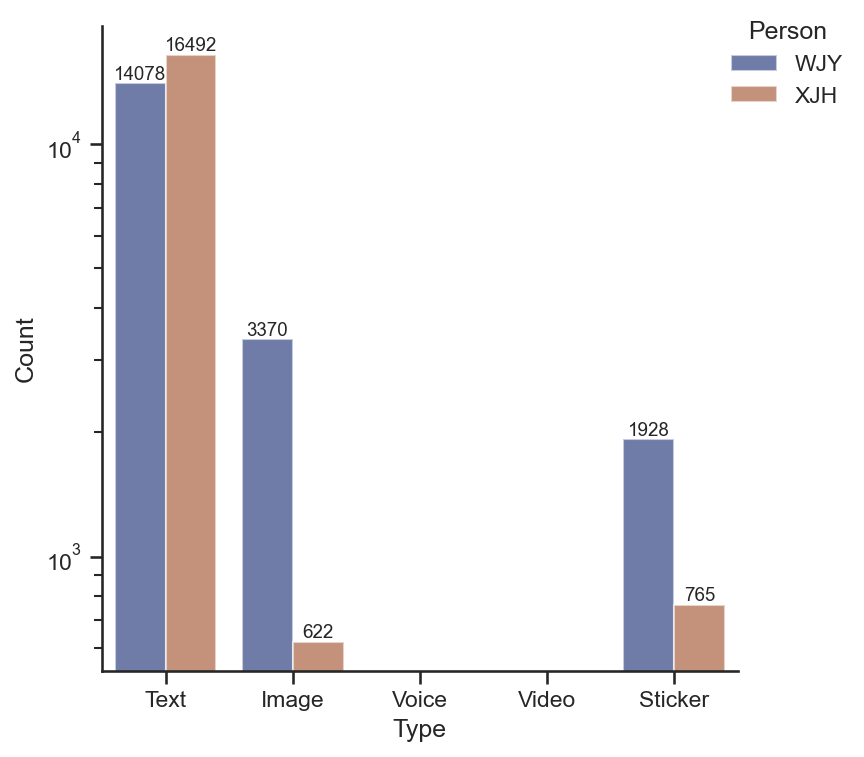 Person
WJY
XJH
14078
16492
3370
622
1928
765
10^4
10^3
Count
Text
Image
Voice
Video
Sticker
Type